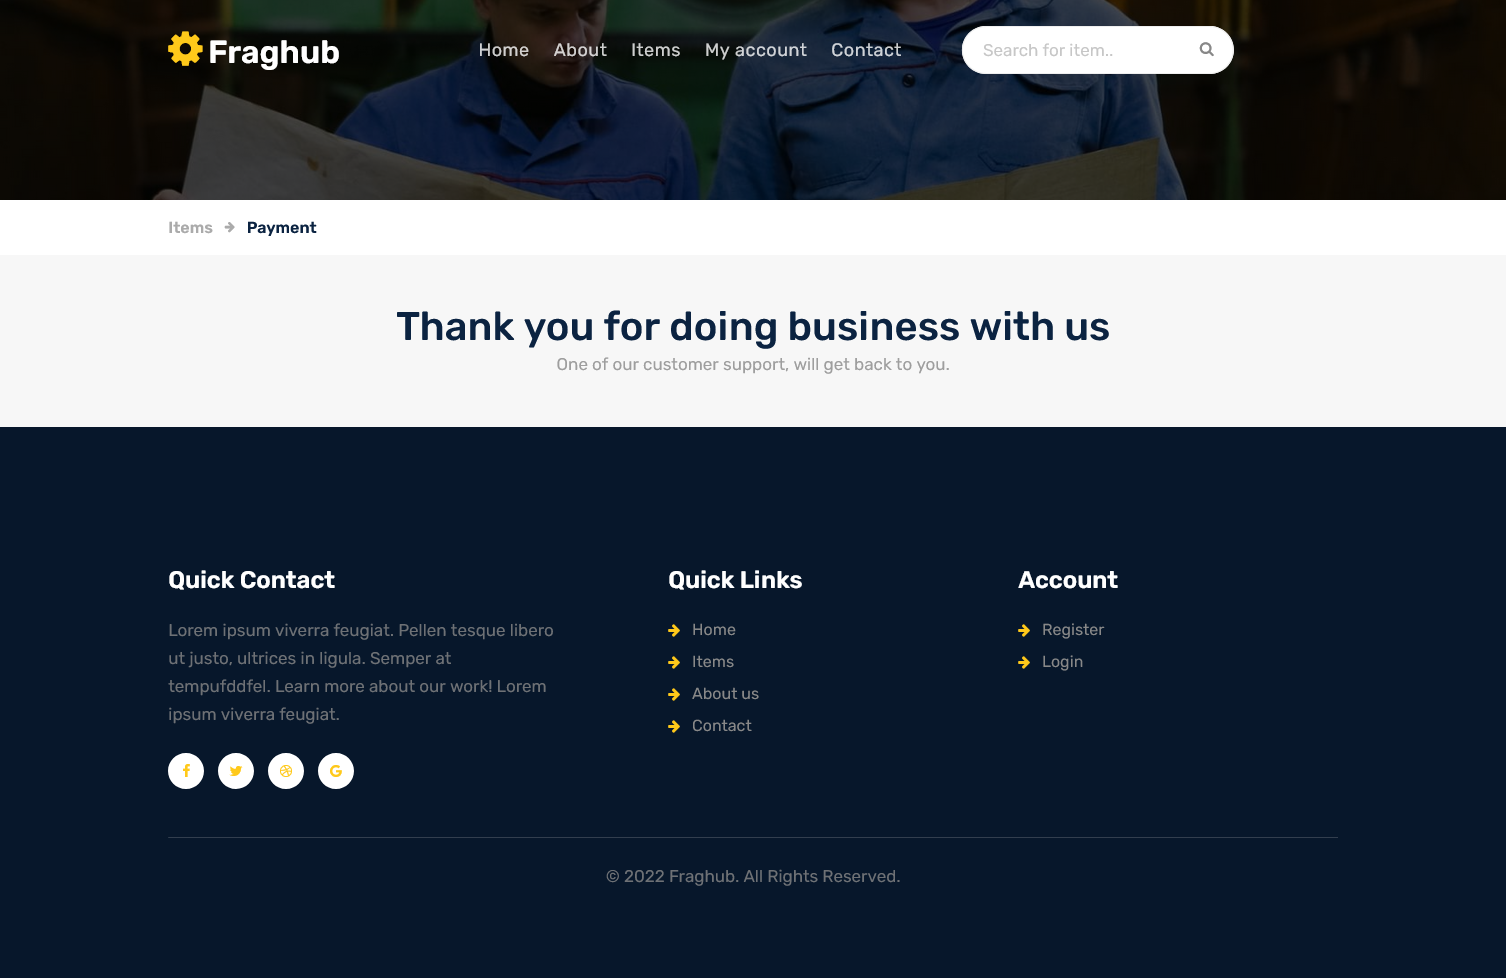 Fraghub
Home About Items My account Contact
Search for item..
Items Payment
Thank you for doing business with us
One of our customer support, will get back to you.
Quick Contact
Lorem ipsum viverra feugiat. Pellen tesque libero
ut justo, ultrices in ligula. Semper at
tempufddfel. Learn more about our work! Lorem
ipsum viverra feugiat.
Quick Links
Home
Items
About us
Contact
Account
Register
Login
© 2022 Fraghub. All Rights Reserved.